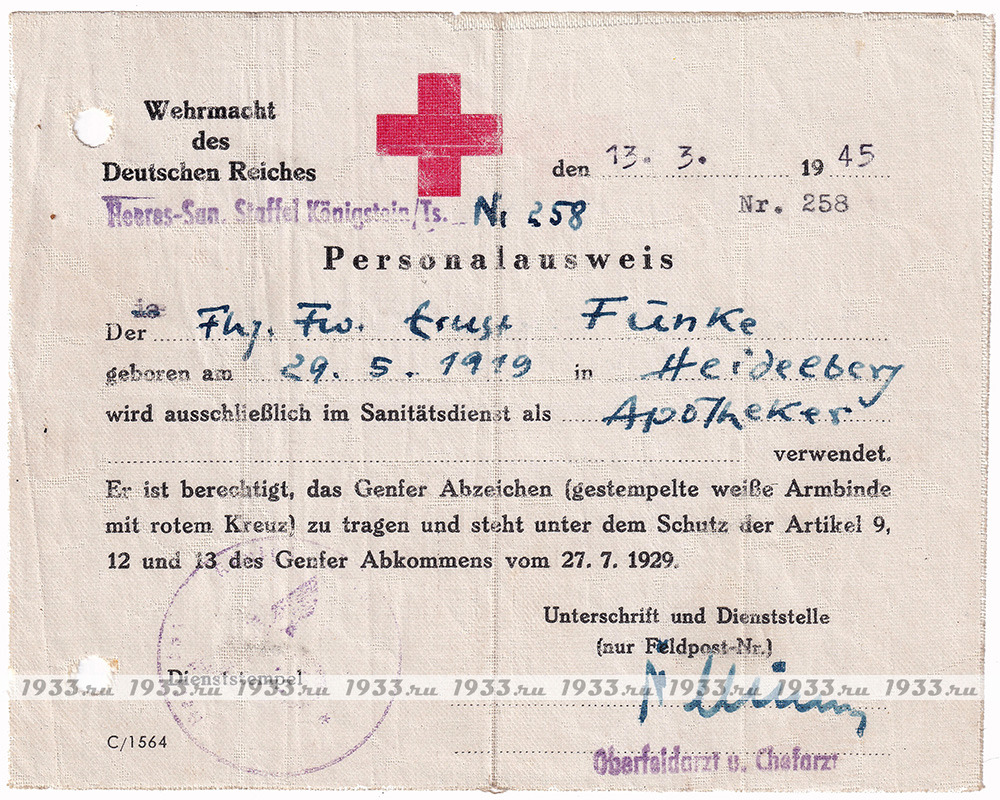 Wehrmacht
des
Deutschen Reiches
den 13. 3. 1945
Heeres-San. Staffel Königstein/Ts. Nr 258
Nr. 258
Personalausweis
Der Fhj. Fw. Ernst Funke
geboren am 29. 5. 1919 in Heidelberg
wird ausschließlich im Sanitätsdienst als Apotheker
verwendet.
Er ist berechtigt, das Genfer Abzeichen (gestempelte weiße Armbinde
mit rotem Kreuz) zu tragen und steht unter dem Schutz der Artikel 9,
12 und 13 des Genfer Abkommens vom 27. 7. 1929.
Unterschrift und Dienststelle
(nur Feldpost-Nr.)
Dienststempel
1933.ru 1933.ru 1933.ru 1933.ru 1933.ru 1933.ru 1933.ru 1933.ru 1933.ru
C/1564
Oberfeldarzt u. Chefarzt